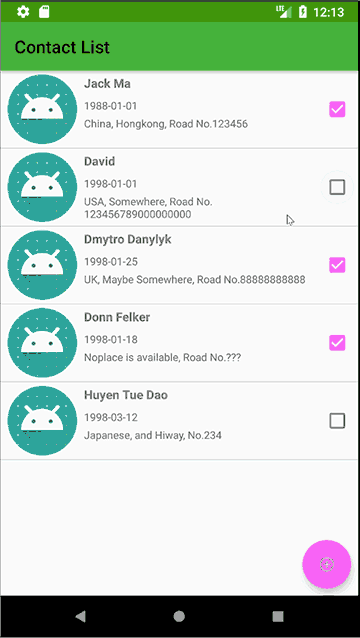 LTE 12:13
Contact List
Jack Ma
1988-01-01
China, Hongkong, Road No.123456
David
1998-01-01
USA, Somewhere, Road No.
123456789000000000
Dmytro Danylyk
1998-01-25
UK, Maybe Somewhere, Road No.88888888888
Donn Felker
1998-01-18
Noplace is available, Road No.???
Huyen Tue Dao
1998-03-12
Japanese, and Hiway, No.234